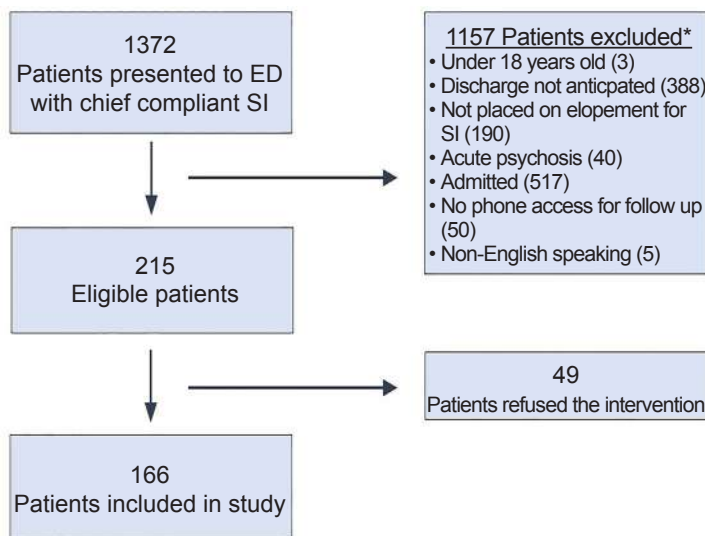 1372
Patients presented to ED
with chief compliant SI
1157 Patients excluded*
• Under 18 years old (3)
• Discharge not anticpated (388)
• Not placed on elopement for
SI (190)
• Acute psychosis (40)
• Admitted (517)
• No phone access for follow up
(50)
• Non-English speaking (5)
215
Eligible patients
49
Patients refused the intervention
166
Patients included in study